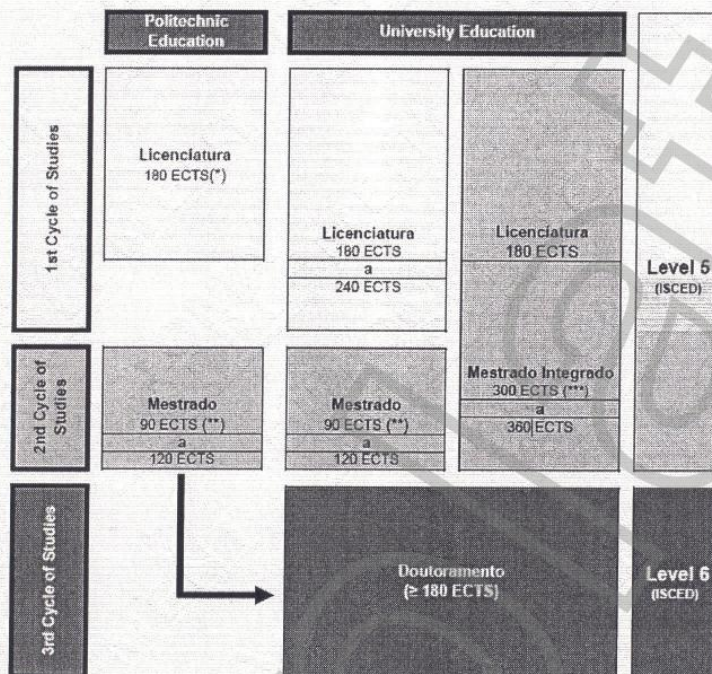 Politechnic
Education
University Education
1st Cycle of Studies
Licenciatura
180 ECTS(*)
Licenciatura
180 ECTS
a
240 ECTS
Licenciatura
180 ECTS
Level 5
(ISCED)
2nd Cycle of
Studies
Mestrado
90 ECTS (**)
a
120 ECTS
Mestrado
90 ECTS (**)
a
120 ECTS
Mestrado Integrado
300 ECTS (***)
a
360 ECTS
3rd Cycle of Studies
Doutoramento
(≥ 180 ECTS)
Level 6
(ISCED)